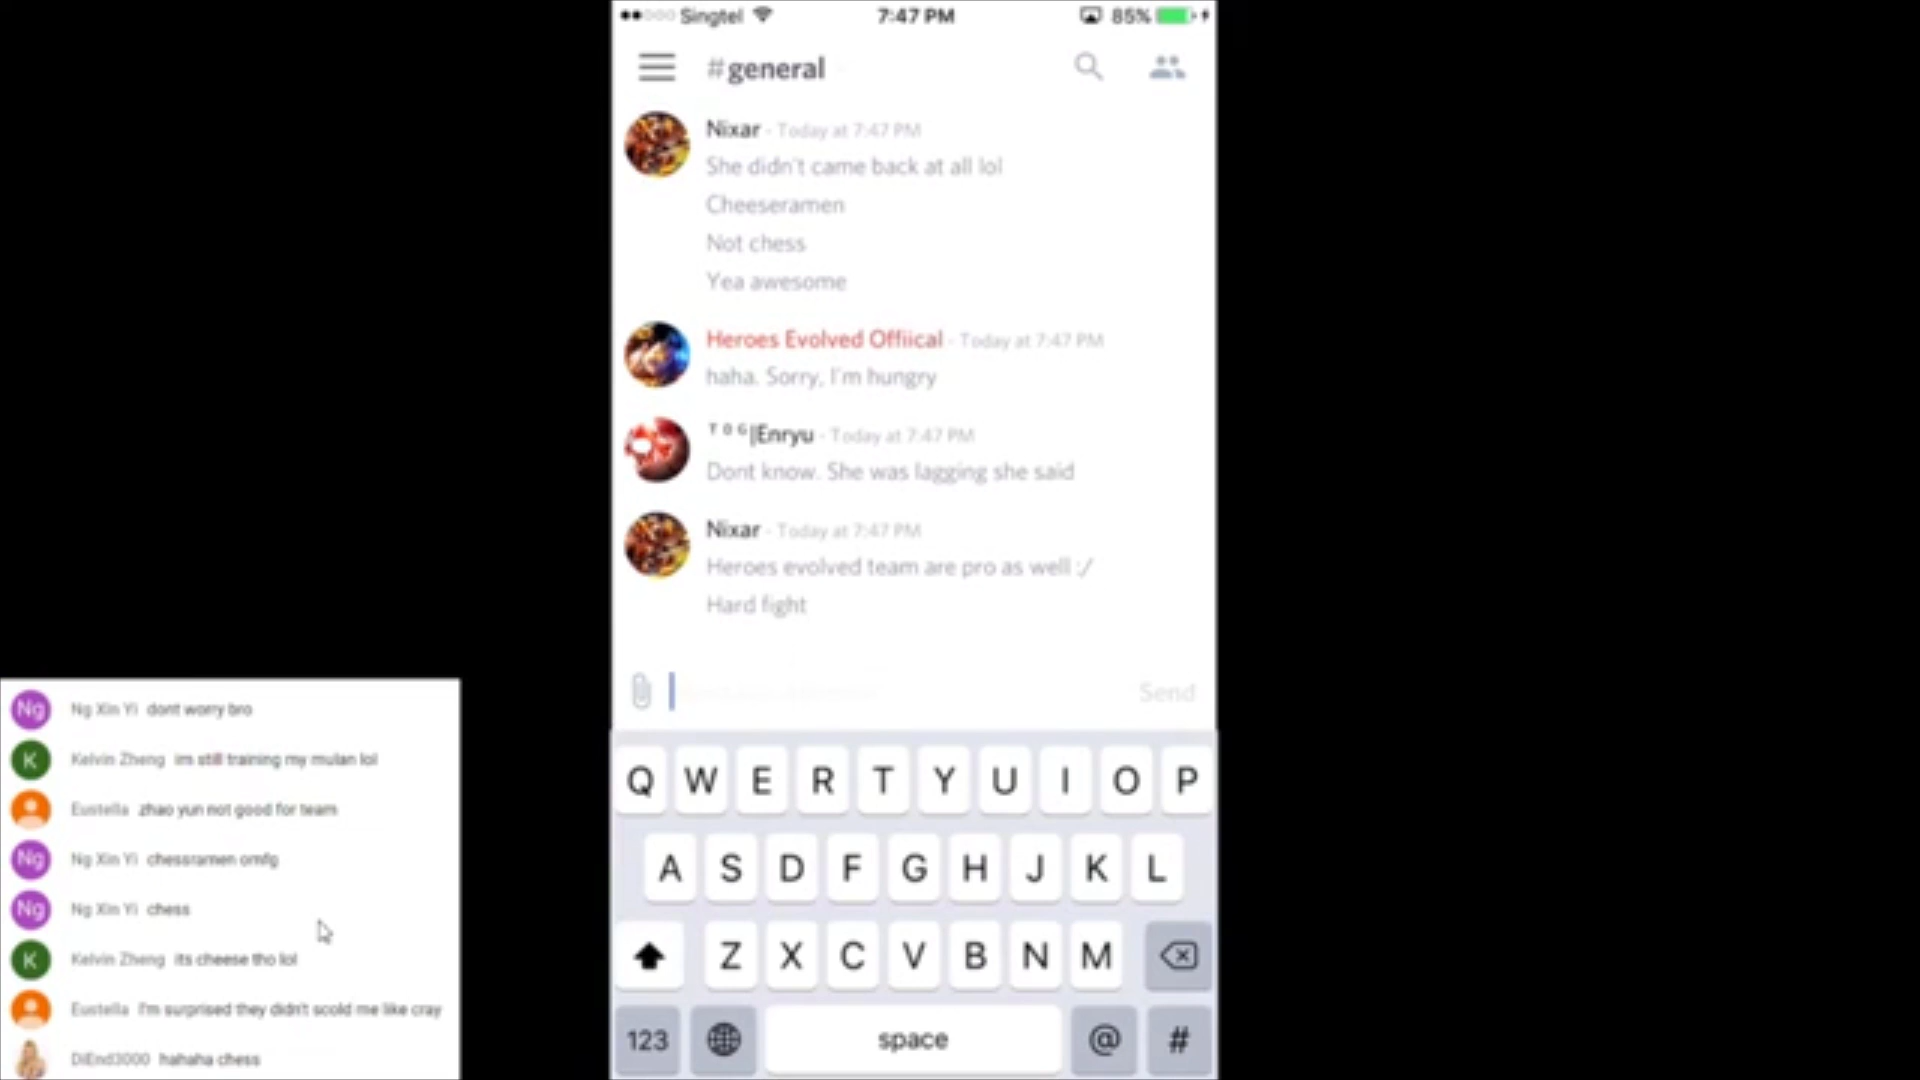 Singtel 7:47 PM 85%
#general
Nixar - Today at 7:47 PM
She didn't came back at all lol
Cheeseramen
Not chess
Yea awesome
Heroes Evolved Offiical - Today at 7:47 PM
haha. Sorry, I'm hungry
ᵀ ᴼ ᴳ|Enryu - Today at 7:47 PM
Dont know. She was lagging she said
Nixar - Today at 7:47 PM
Heroes evolved team are pro as well :/
Hard fight
Send
Q W E R T Y U I O P
A S D F G H J K L
Z X C V B N M
123 space @ #
Ng Ng Xin Yi dont worry bro
K Kelvin Zheng im still training my mulan lol
Eustella zhao yun not good for team
Ng Ng Xin Yi chessramen omfg
Ng Ng Xin Yi chess
K Kelvin Zheng its cheese tho lol
Eustella I'm surprised they didn't scold me like cray
DiEnd3000 hahaha chess